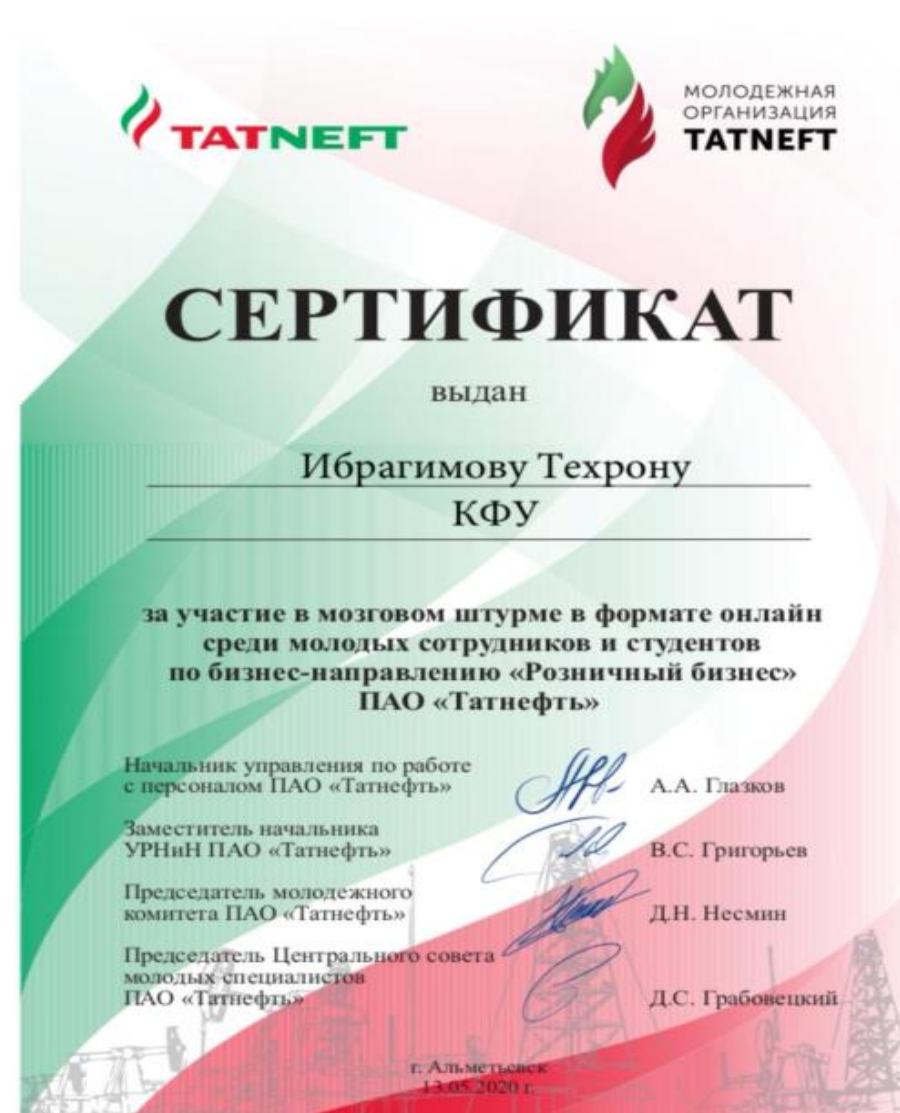 TATNEFT
МОЛОДЕЖНАЯ
ОРГАНИЗАЦИЯ
TATNEFT
СЕРТИФИКАТ
выдан
Ибрагимову Техрону
КФУ
за участие в мозговом штурме в формате онлайн
среди молодых сотрудников и студентов
по бизнес-направлению «Розничный бизнес»
ПАО «Татнефть»
Начальник управления по работе
с персоналом ПАО «Татнефть»
А.А. Глазков
Заместитель начальника
УРНиН ПАО «Татнефть»
В.С. Григорьев
Председатель молодежного
комитета ПАО «Татнефть»
Д.Н. Несмин
Председатель Центрального совета
молодых специалистов
ПАО «Татнефть»
Д.С. Грабовецкий
г. Альметьевск
13.05.2020 г.